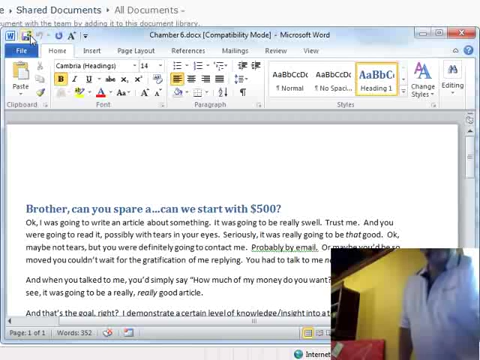 Shared Documents ▸ All Documents
ument with the team by adding it to this document library.
Chamber 6.docx [Compatibility Mode] - Microsoft Word
File Home Insert Page Layout References Mailings Review View
Paste
Clipboard
Cambria (Headings) 14
B I U
Font
Paragraph
AaBbCcDc AaBbCcDc AaBbC
¶ Normal ¶ No Spaci... Heading 1
Styles
Change Styles
Editing
Brother, can you spare a...can we start with $500?
Ok, I was going to write an article about something. It was going to be really swell. Trust me. And you
were going to read it, possibly with tears in your eyes. Seriously, it was really going to be that good. Ok,
maybe not tears, but you were definitely going to contact me. Probably by email. Or maybe you'd be so
moved you couldn't wait for the gratification of me replying. You had to talk to me
And when you talked to me, you'd simply say "How much of my money do you want?
see, it was going to be a really, really good article.
And that's the goal, right? I demonstrate a certain level of knowledge/insight into a t
Page: 1 of 1 Words: 352
Internet